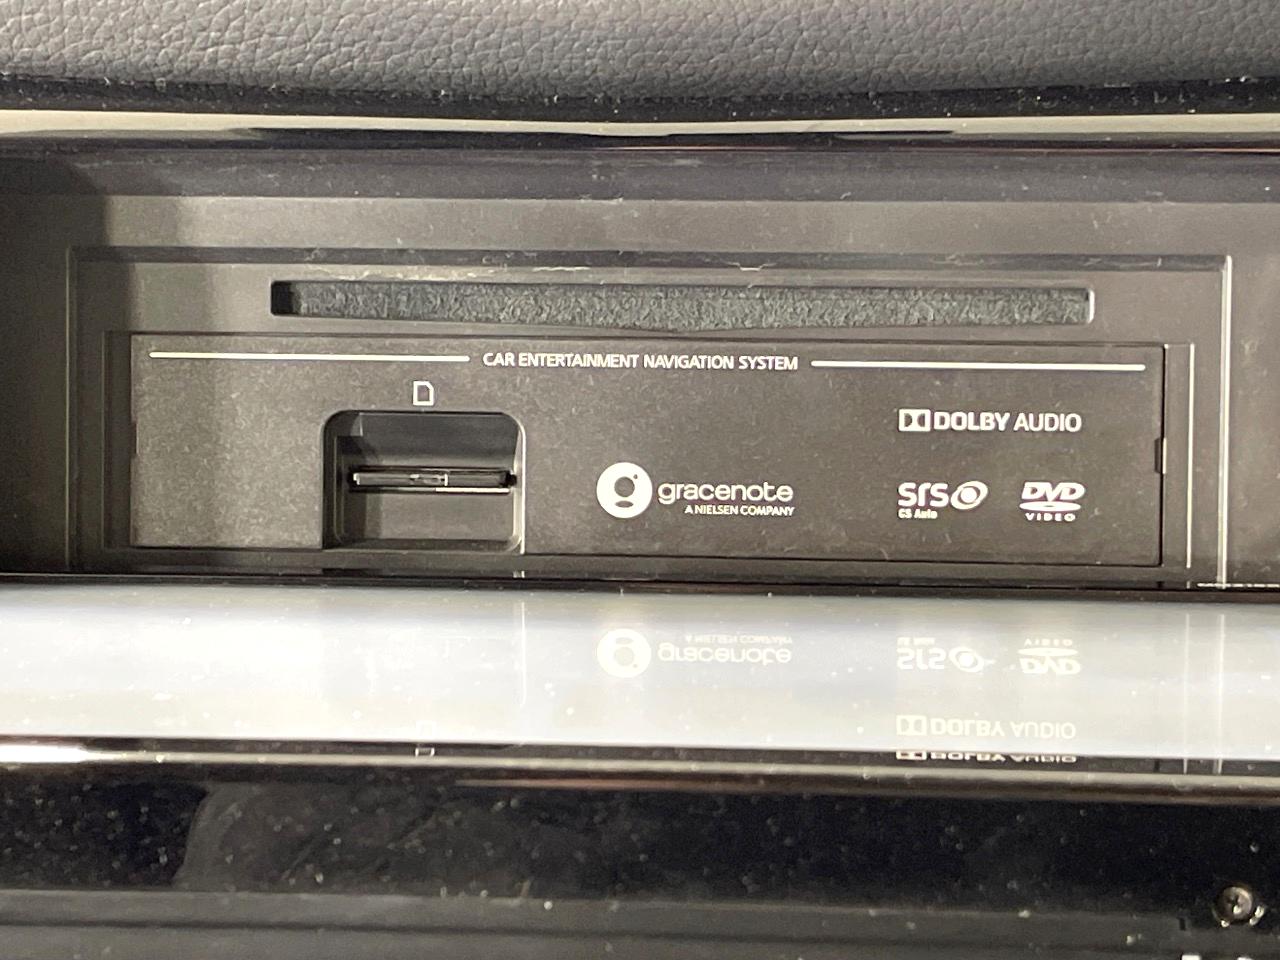 CAR ENTERTAINMENT NAVIGATION SYSTEM
DOLBY AUDIO
gracenote
A NIELSEN COMPANY
SrS
CS Auto
DVD
VIDEO